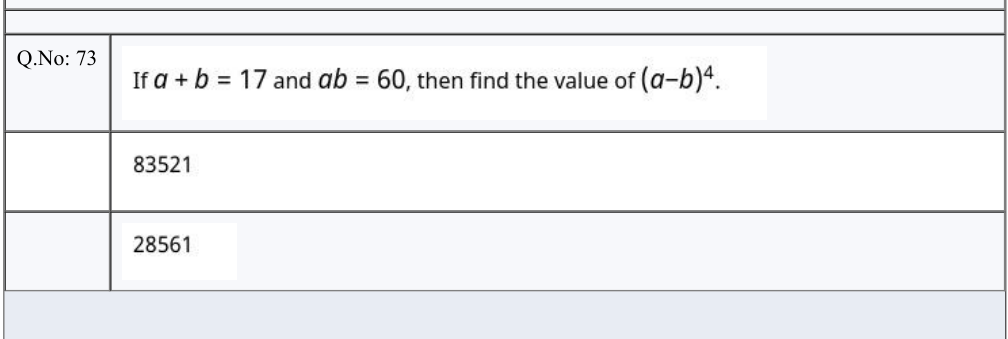 Q.No: 73
If a + b = 17 and ab = 60, then find the value of (a−b)⁴.
83521
28561